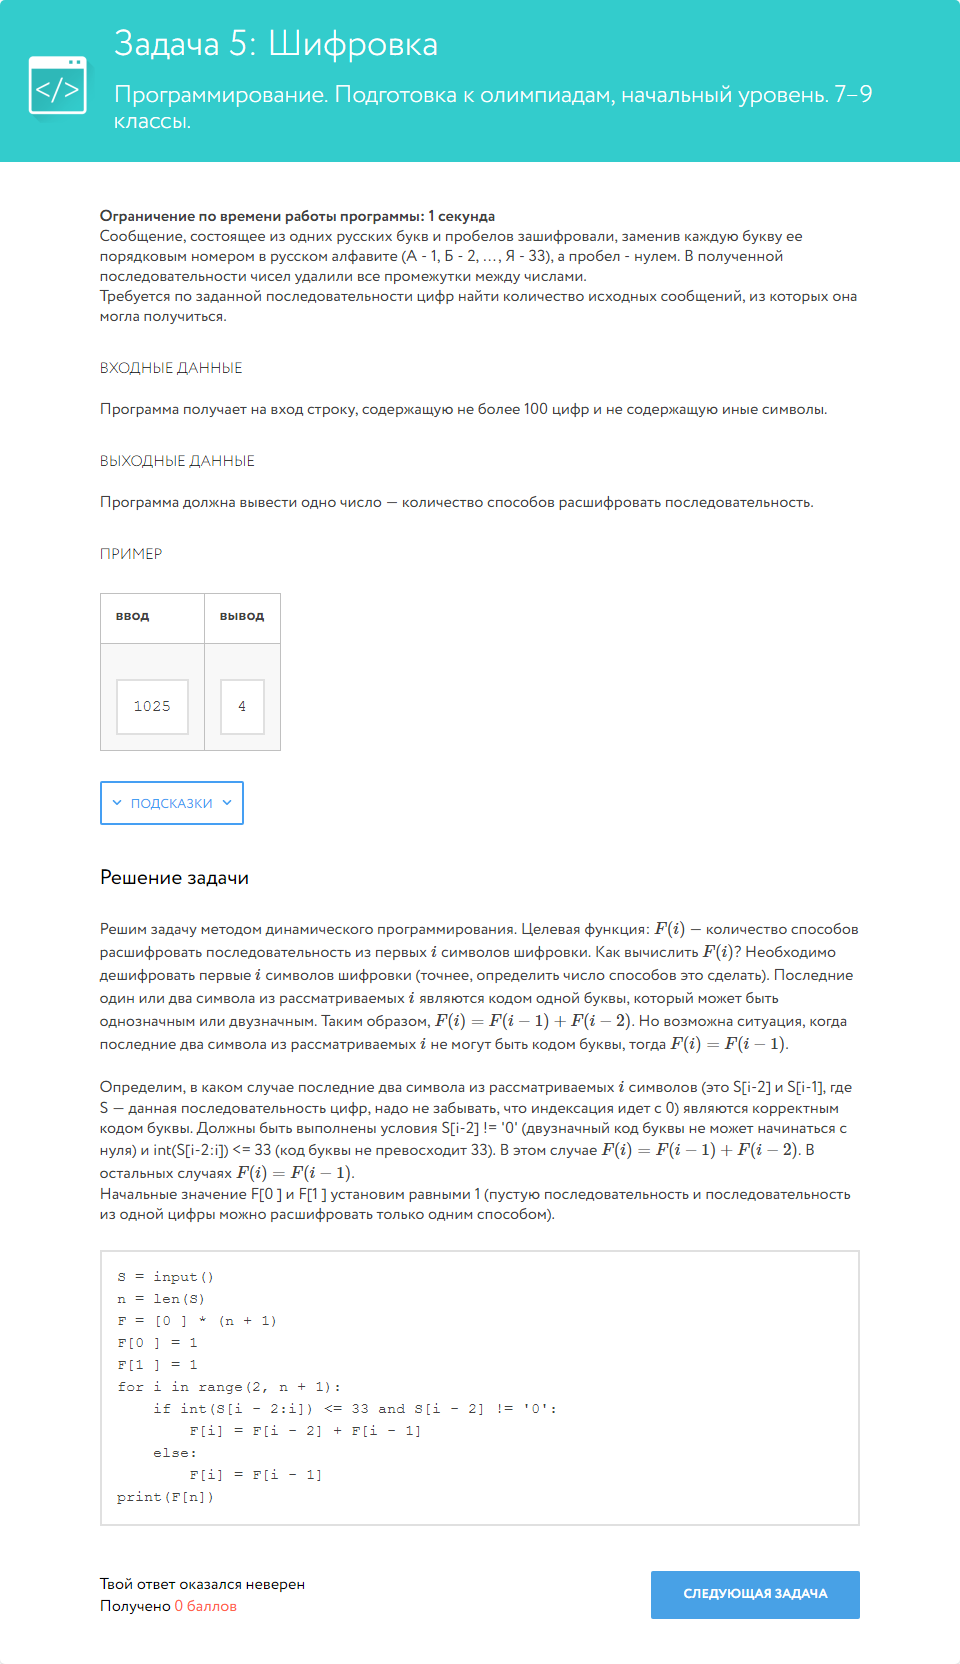 </>
Задача 5: Шифровка
Программирование. Подготовка к олимпиадам, начальный уровень. 7–9
классы.
Ограничение по времени работы программы: 1 секунда
Сообщение, состоящее из одних русских букв и пробелов зашифровали, заменив каждую букву ее
порядковым номером в русском алфавите (А - 1, Б - 2, …, Я - 33), а пробел - нулем. В полученной
последовательности чисел удалили все промежутки между числами.
Требуется по заданной последовательности цифр найти количество исходных сообщений, из которых она
могла получиться.
ВХОДНЫЕ ДАННЫЕ
Программа получает на вход строку, содержащую не более 100 цифр и не содержащую иные символы.
ВЫХОДНЫЕ ДАННЫЕ
Программа должна вывести одно число — количество способов расшифровать последовательность.
ПРИМЕР
ввод вывод
1025 4
ПОДСКАЗКИ
Решение задачи
Решим задачу методом динамического программирования. Целевая функция: F(i) — количество способов
расшифровать последовательность из первых i символов шифровки. Как вычислить F(i)? Необходимо
дешифровать первые i символов шифровки (точнее, определить число способов это сделать). Последние
один или два символа из рассматриваемых i являются кодом одной буквы, который может быть
однозначным или двузначным. Таким образом, F(i) = F(i − 1) + F(i − 2). Но возможна ситуация, когда
последние два символа из рассматриваемых i не могут быть кодом буквы, тогда F(i) = F(i − 1).
Определим, в каком случае последние два символа из рассматриваемых i символов (это S[i-2] и S[i-1], где
S — данная последовательность цифр, надо не забывать, что индексация идет с 0) являются корректным
кодом буквы. Должны быть выполнены условия S[i-2] != '0' (двузначный код буквы не может начинаться с
нуля) и int(S[i-2:i]) <= 33 (код буквы не превосходит 33). В этом случае F(i) = F(i − 1) + F(i − 2). В
остальных случаях F(i) = F(i − 1).
Начальные значение F[0 ] и F[1 ] установим равными 1 (пустую последовательность и последовательность
из одной цифры можно расшифровать только одним способом).
S = input()
n = len(S)
F = [0 ] * (n + 1)
F[0 ] = 1
F[1 ] = 1
for i in range(2, n + 1):
    if int(S[i - 2:i]) <= 33 and S[i - 2] != '0':
        F[i] = F[i - 2] + F[i - 1]
    else:
        F[i] = F[i - 1]
print(F[n])
Твой ответ оказался неверен
Получено 0 баллов
СЛЕДУЮЩАЯ ЗАДАЧА